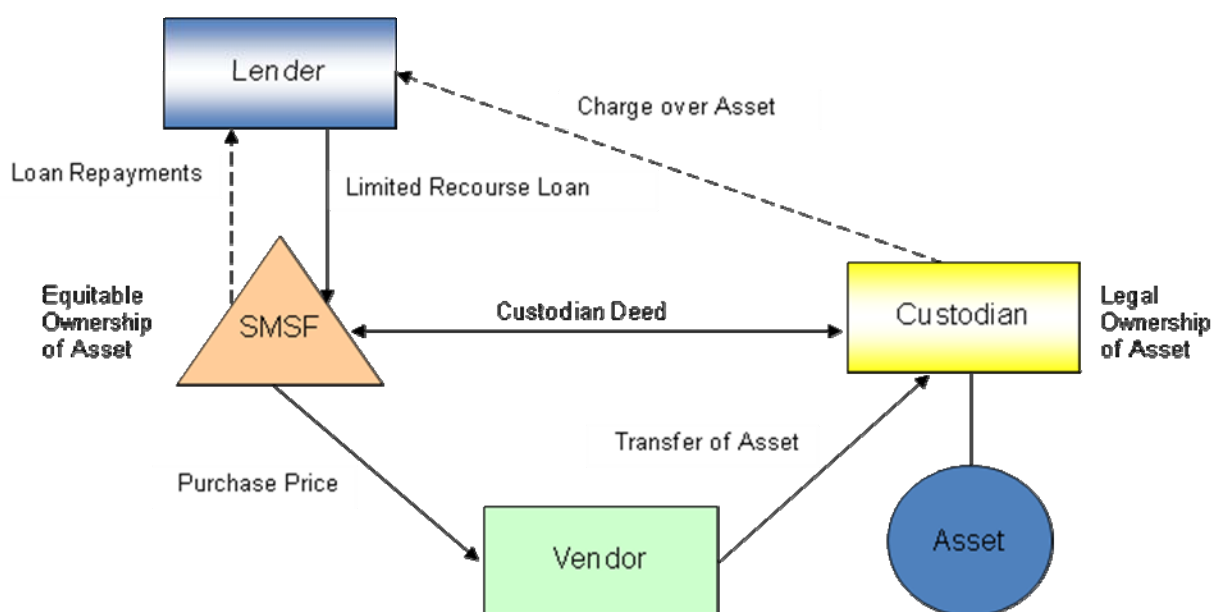 Lender
Charge over Asset
Loan Repayments
Limited Recourse Loan
Equitable
Ownership
of Asset
SMSF
Custodian Deed
Custodian
Legal
Ownership
of Asset
Transfer of Asset
Purchase Price
Vendor
Asset